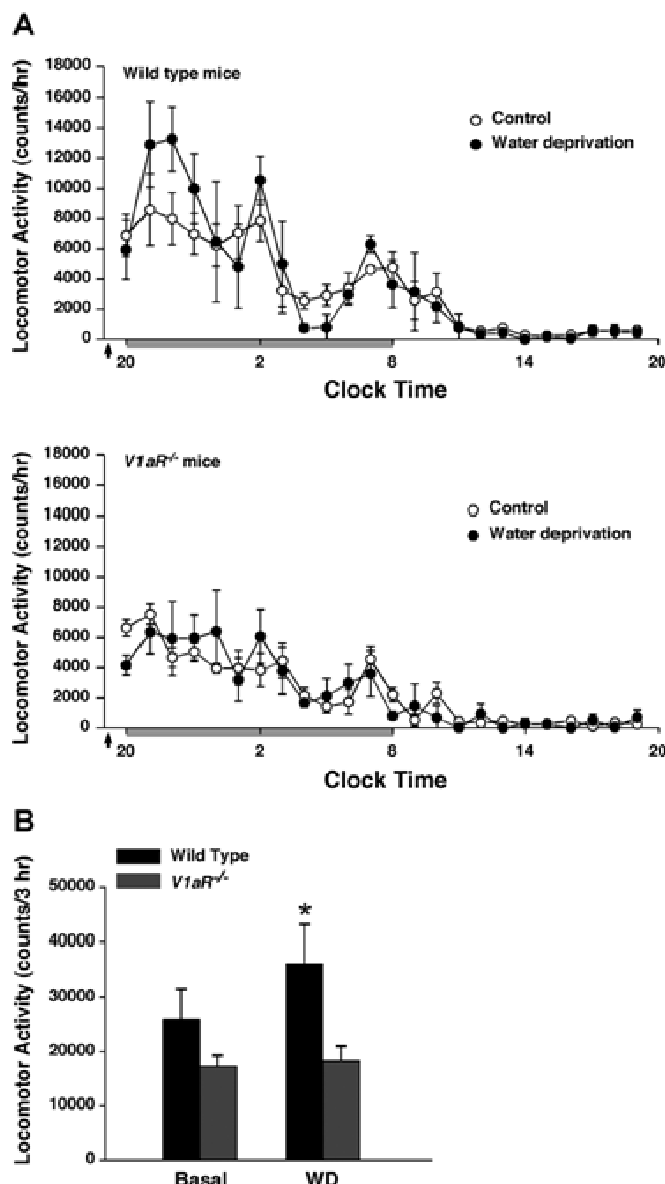 A
Locomotor Activity (counts/hr)
18000
16000
14000
12000
10000
8000
6000
4000
2000
0
Wild type mice
Control
Water deprivation
20 2 8 14 20
Clock Time
Locomotor Activity (counts/hr)
18000
16000
14000
12000
10000
8000
6000
4000
2000
0
V1aR-/- mice
Control
Water deprivation
20 2 8 14 20
Clock Time
B
Locomotor Activity (counts/3 hr)
Wild Type
V1aR-/-
50000
40000
30000
20000
10000
0
*
Basal WD